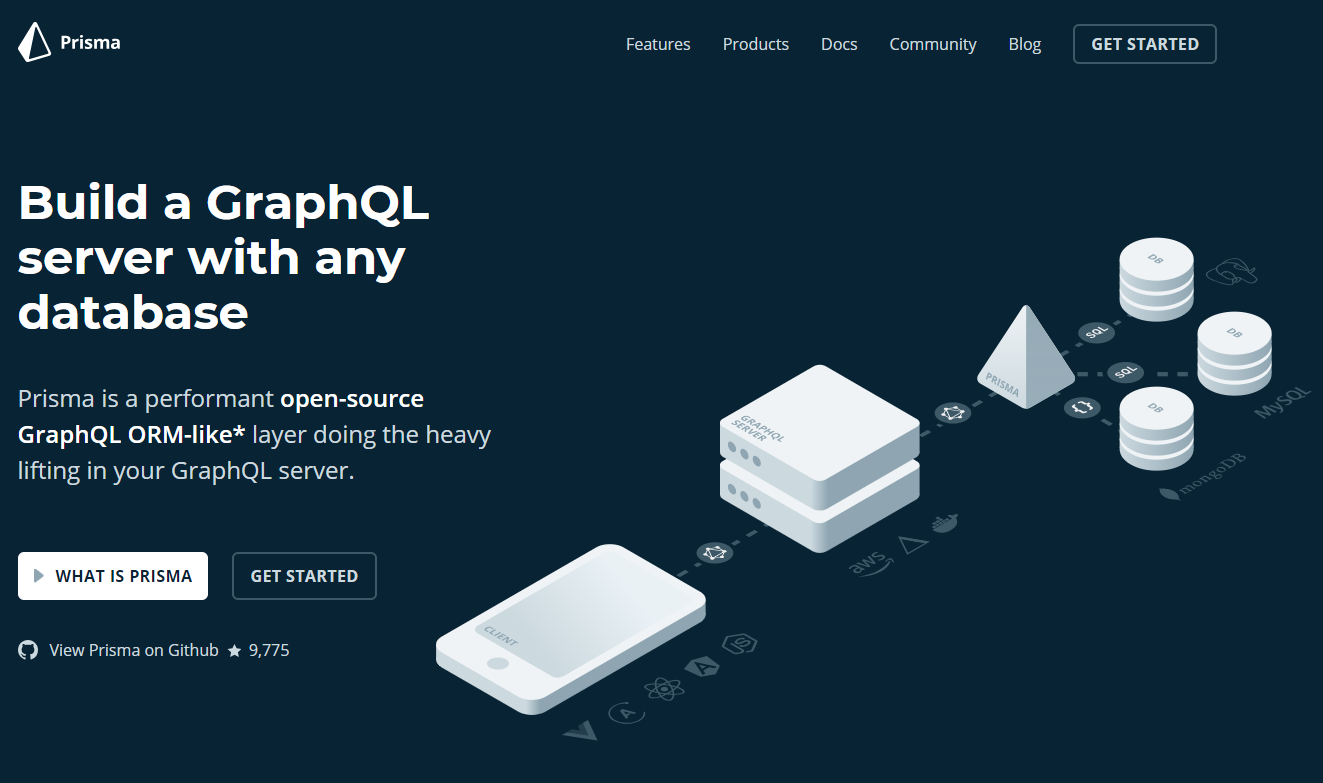 Prisma
Features
Products
Docs
Community
Blog
GET STARTED
Build a GraphQL
server with any
database
Prisma is a performant open-source
GraphQL ORM-like* layer doing the heavy
lifting in your GraphQL server.
WHAT IS PRISMA
GET STARTED
View Prisma on Github ★ 9,775
DB
SQL
DB
PRISMA
SQL
MySQL
DB
GRAPHQL
SERVER
mongoDB
aws
CLIENT
JS
A
A